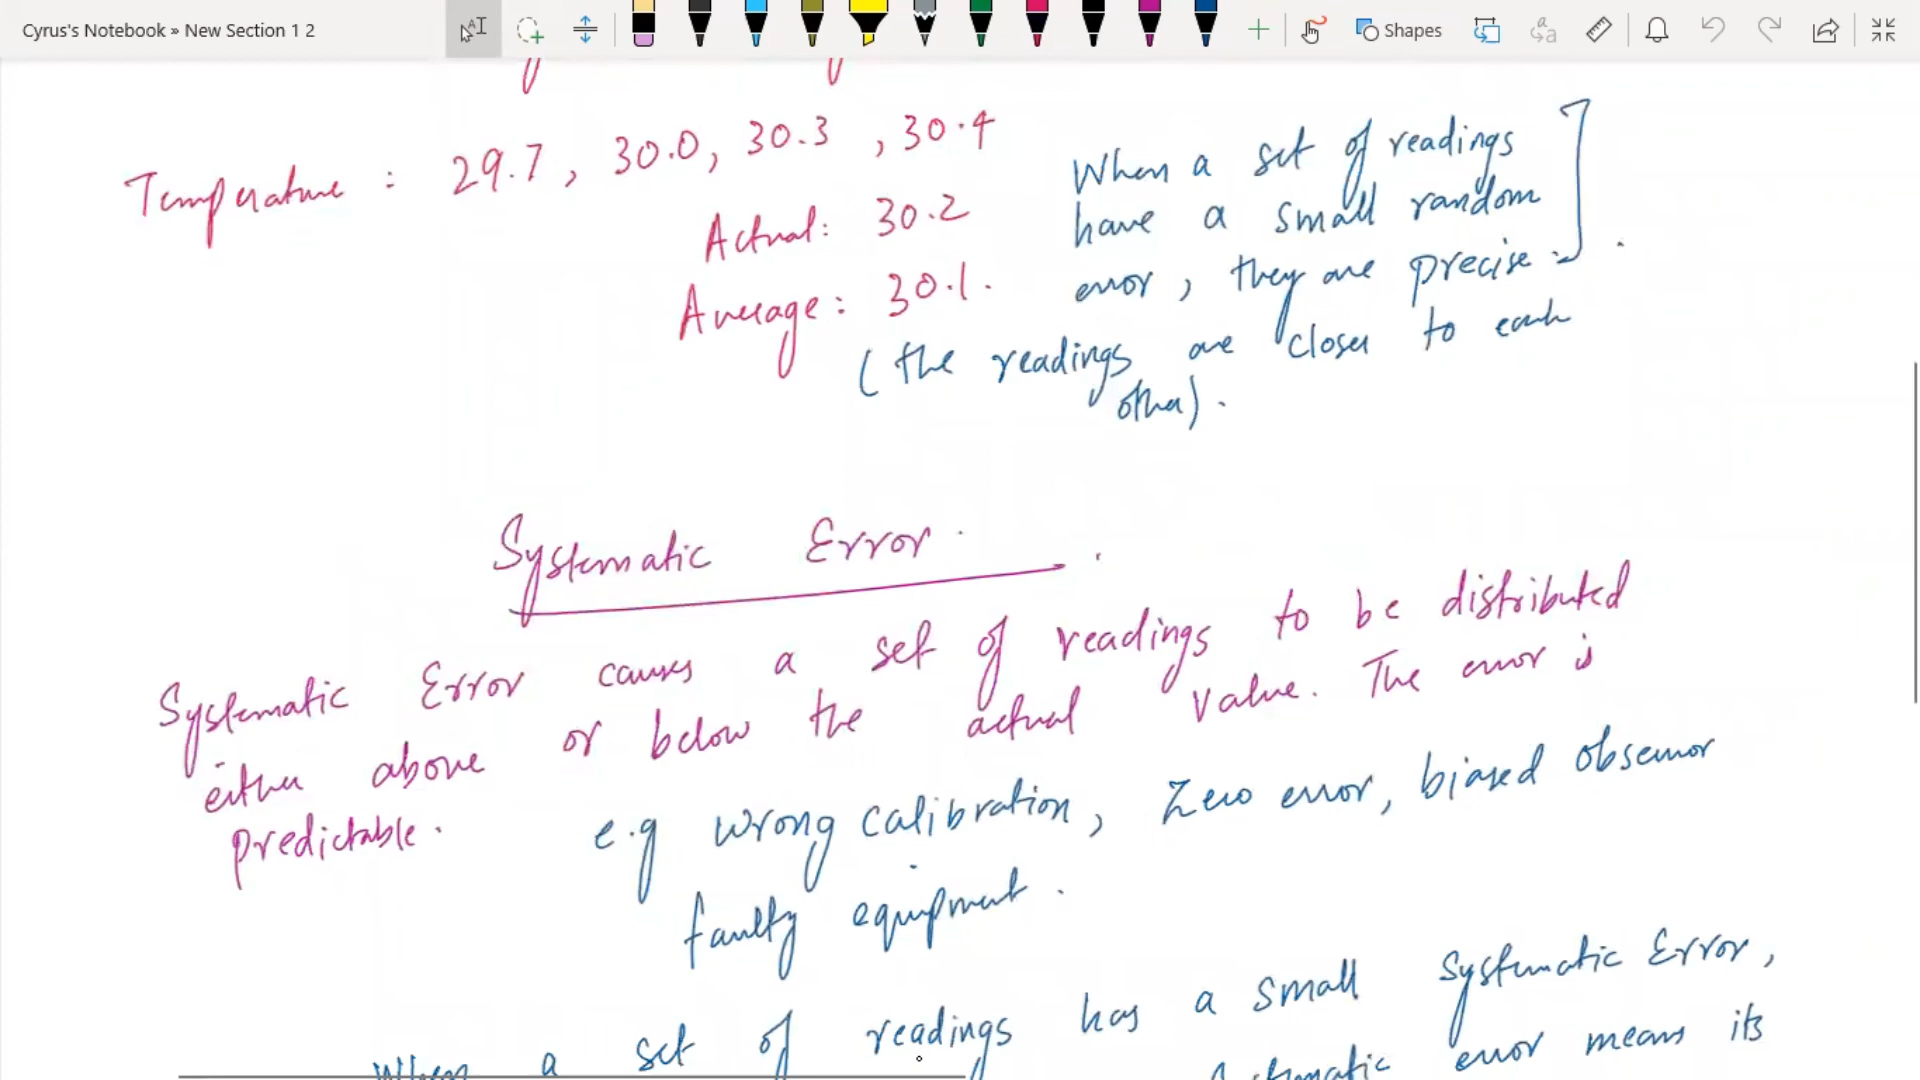 Cyrus's Notebook » New Section 1 2
Shapes
Temperature : 29.7, 30.0, 30.3, 30.4
Actual: 30.2
Average: 30.1.
When a set of readings
have a small random
error, they are precise.
(the readings are closer to each
other).
Systematic Error.
Systematic Error causes a set of readings to be distributed
either above or below the actual value. The error is
predictable.
e.g wrong calibration, Zero error, biased observor
faulty equipment.
When a set of readings has a small Systematic Error,
Systematic error means its